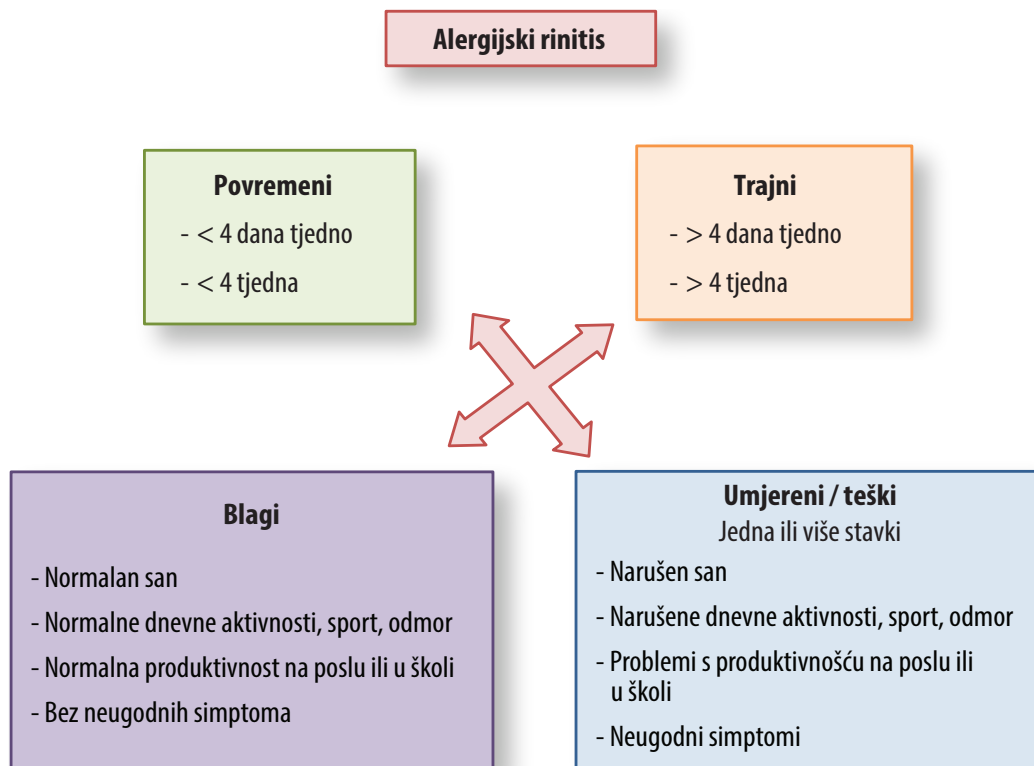 Alergijski rinitis
Povremeni
- < 4 dana tjedno
- < 4 tjedna
Trajni
- > 4 dana tjedno
- > 4 tjedna
Blagi
- Normalan san
- Normalne dnevne aktivnosti, sport, odmor
- Normalna produktivnost na poslu ili u školi
- Bez neugodnih simptoma
Umjereni / teški
Jedna ili više stavki
- Narušen san
- Narušene dnevne aktivnosti, sport, odmor
- Problemi s produktivnošću na poslu ili
u školi
- Neugodni simptomi